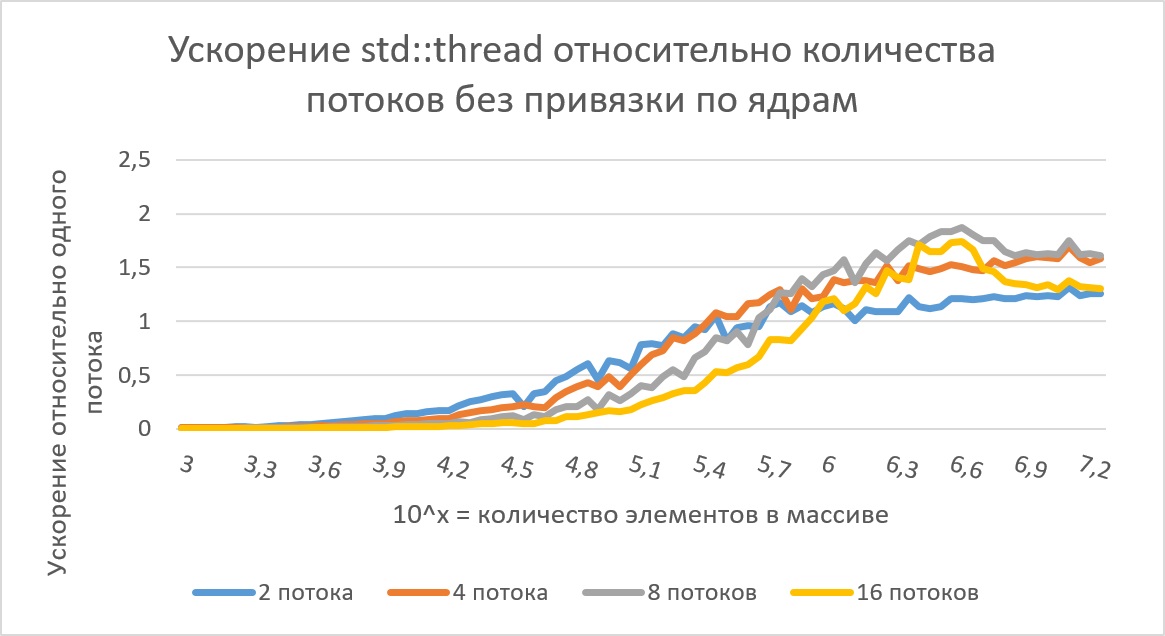 Ускорение std::thread относительно количества
потоков без привязки по ядрам
Ускорение относительно одного
потока
2,5
2
1,5
1
0,5
0
3
3,3
3,6
3,9
4,2
4,5
4,8
5,1
5,4
5,7
6
6,3
6,6
6,9
7,2
10^x = количество элементов в массиве
2 потока
4 потока
8 потоков
16 потоков